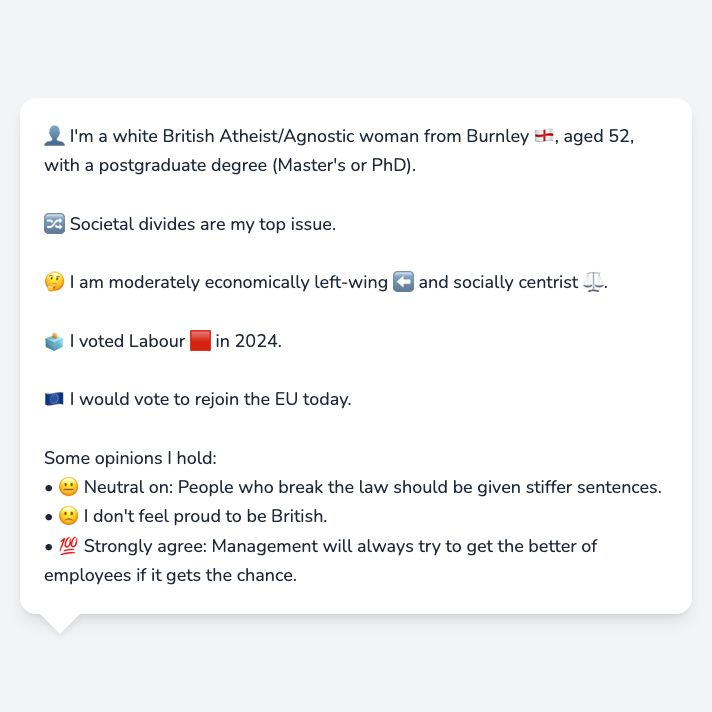 👤 I'm a white British Atheist/Agnostic woman from Burnley 🏴󠁧󠁢󠁥󠁮󠁧󠁿, aged 52,
with a postgraduate degree (Master's or PhD).
🔀 Societal divides are my top issue.
🤔 I am moderately economically left-wing ⬅️ and socially centrist ⚖️.
🗳️ I voted Labour 🟥 in 2024.
🇪🇺 I would vote to rejoin the EU today.
Some opinions I hold:
• 😐 Neutral on: People who break the law should be given stiffer sentences.
• 🙁 I don't feel proud to be British.
• 💯 Strongly agree: Management will always try to get the better of
employees if it gets the chance.